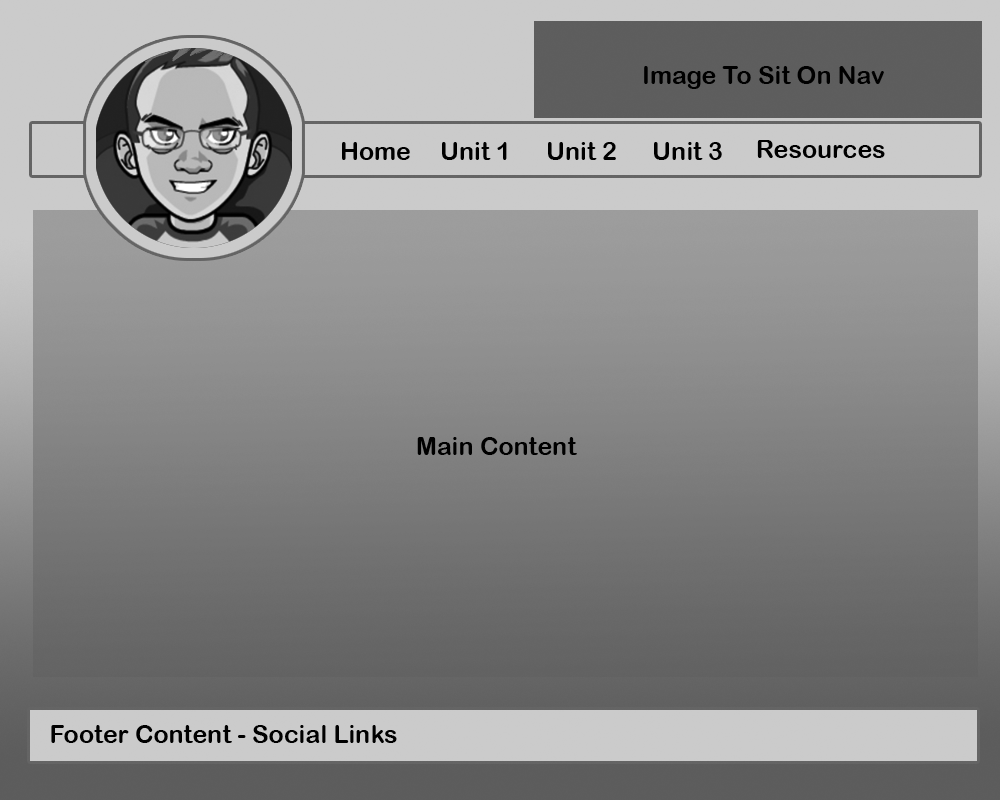 Image To Sit On Nav
Home Unit 1 Unit 2 Unit 3 Resources
Main Content
Footer Content - Social Links